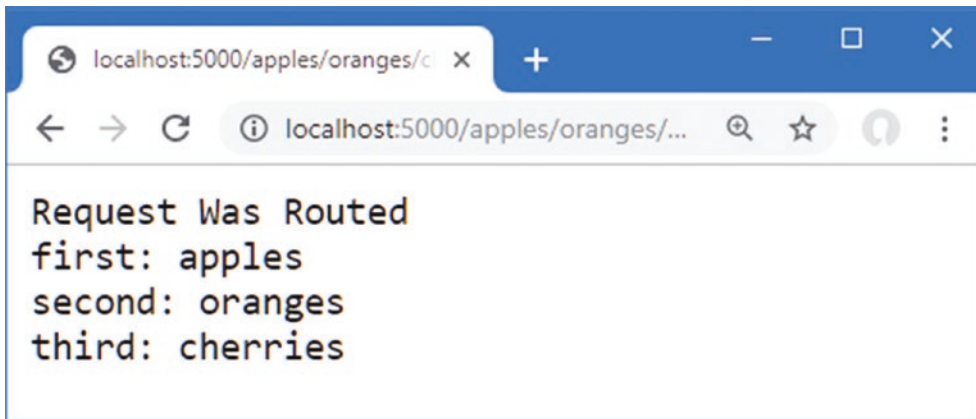 localhost:5000/apples/oranges/c
localhost:5000/apples/oranges/...
Request Was Routed
first: apples
second: oranges
third: cherries